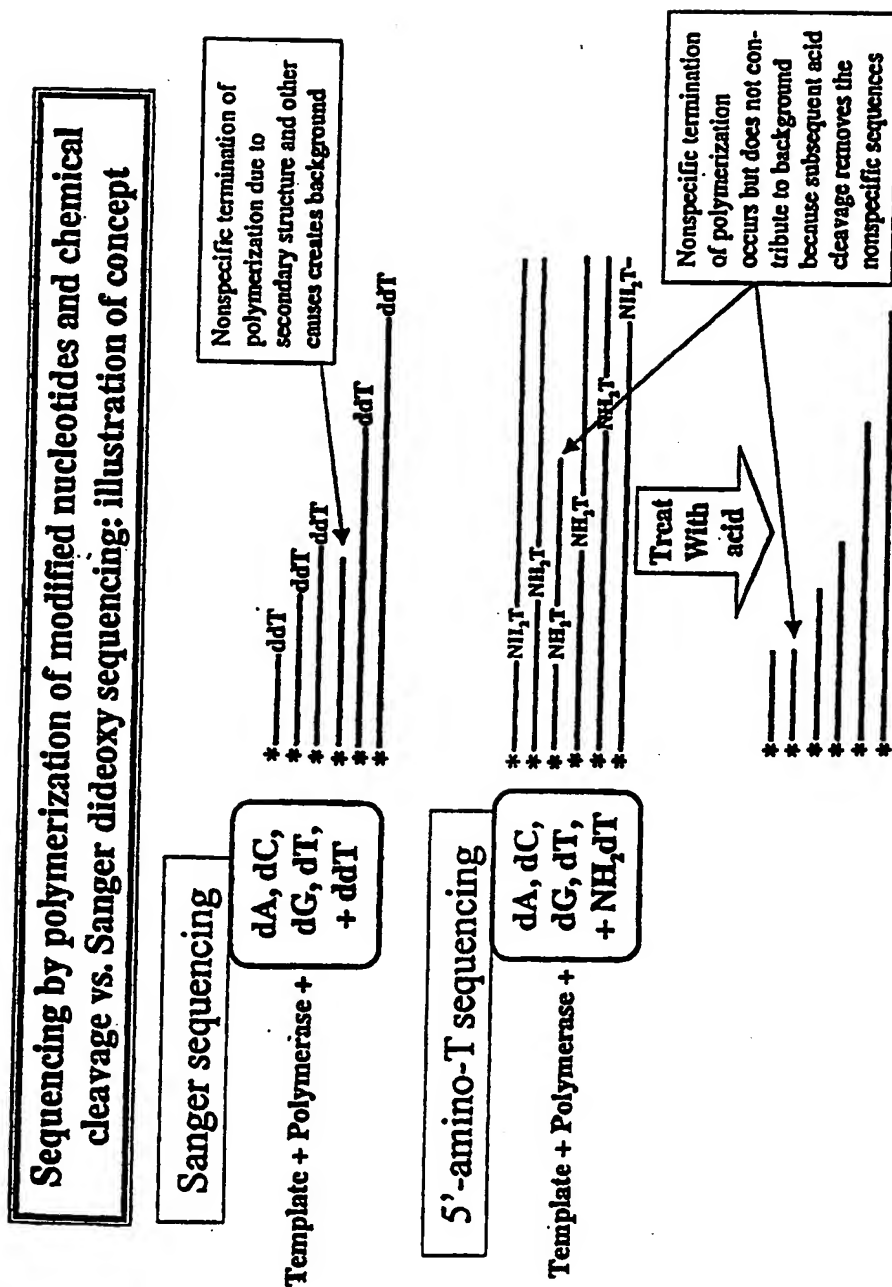 Sequencing by polymerization of modified nucleotides and chemical
cleavage vs. Sanger dideoxy sequencing: illustration of concept
Sanger sequencing
Template + Polymerase +
dA, dC,
dG, dT,
+ ddT
*ddT
*ddT
*ddT
*
*ddT
*ddT
Nonspecific termination of
polymerization due to
secondary structure and other
causes creates background
5'-amino-T sequencing
Template + Polymerase +
dA, dC,
dG, dT,
+ NH₂dT
*NH₂T
*NH₂T
*NH₂T
*NH₂T
*NH₂T
*NH₂T
Treat
With
acid
*
*
*
*
*
*
Nonspecific termination
of polymerization
occurs but does not con-
tribute to background
because subsequent acid
cleavage removes the
nonspecific sequences